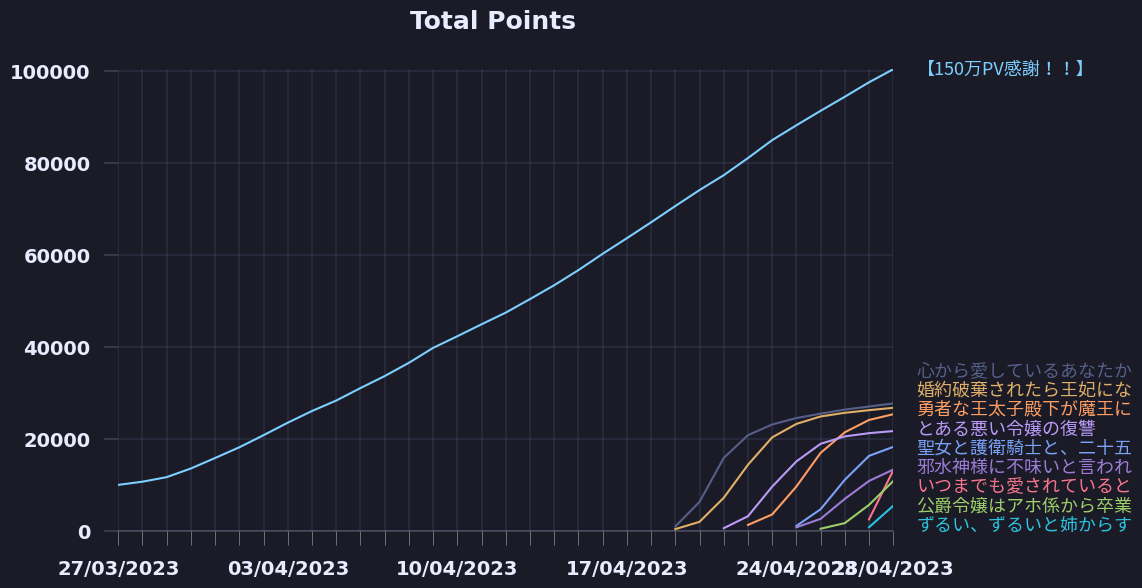 Total Points
100000
80000
60000
40000
20000
0
27/03/2023
03/04/2023
10/04/2023
17/04/2023
24/04/2023
28/04/2023
【150万PV感謝！！】
心から愛しているあなたか
婚約破棄されたら王妃にな
勇者な王太子殿下が魔王に
とある悪い令嬢の復讐
聖女と護衛騎士と、二十五
邪水神様に不味いと言われ
いつまでも愛されていると
公爵令嬢はアホ係から卒業
ずるい、ずるいと姉からす